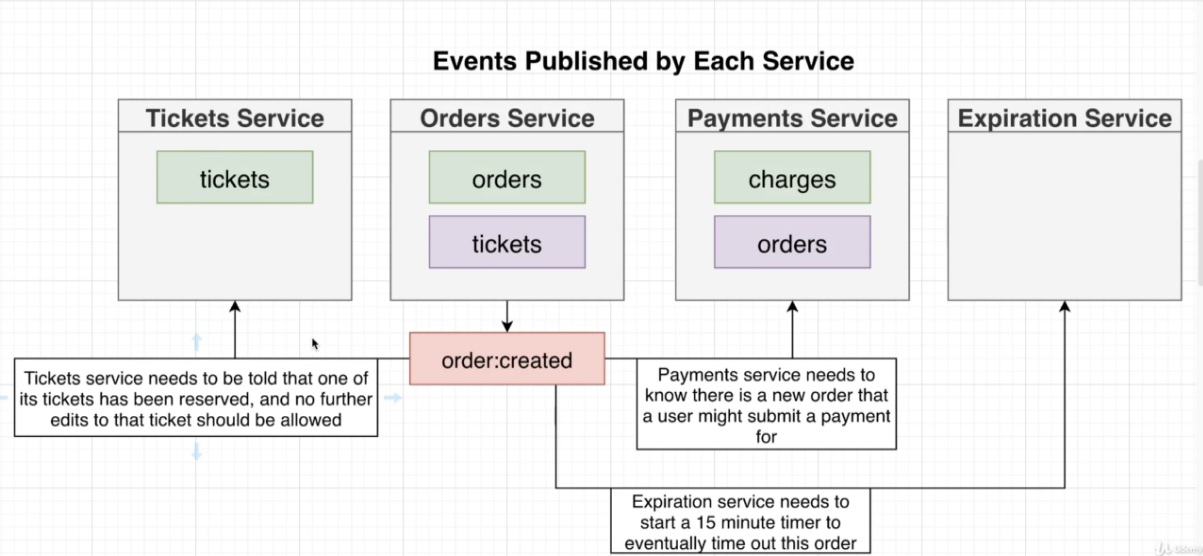 Events Published by Each Service
Tickets Service
Orders Service
Payments Service
Expiration Service
tickets
orders
charges
tickets
orders
order:created
Tickets service needs to be told that one of
its tickets has been reserved, and no further
edits to that ticket should be allowed
Payments service needs to
know there is a new order that
a user might submit a payment
for
Expiration service needs to
start a 15 minute timer to
eventually time out this order